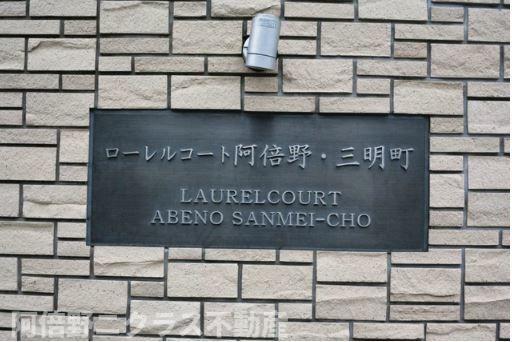 ローレルコート阿倍野・三明町
LAURELCOURT
ABENO SANMEI-CHO
阿倍野ニクラス不動産